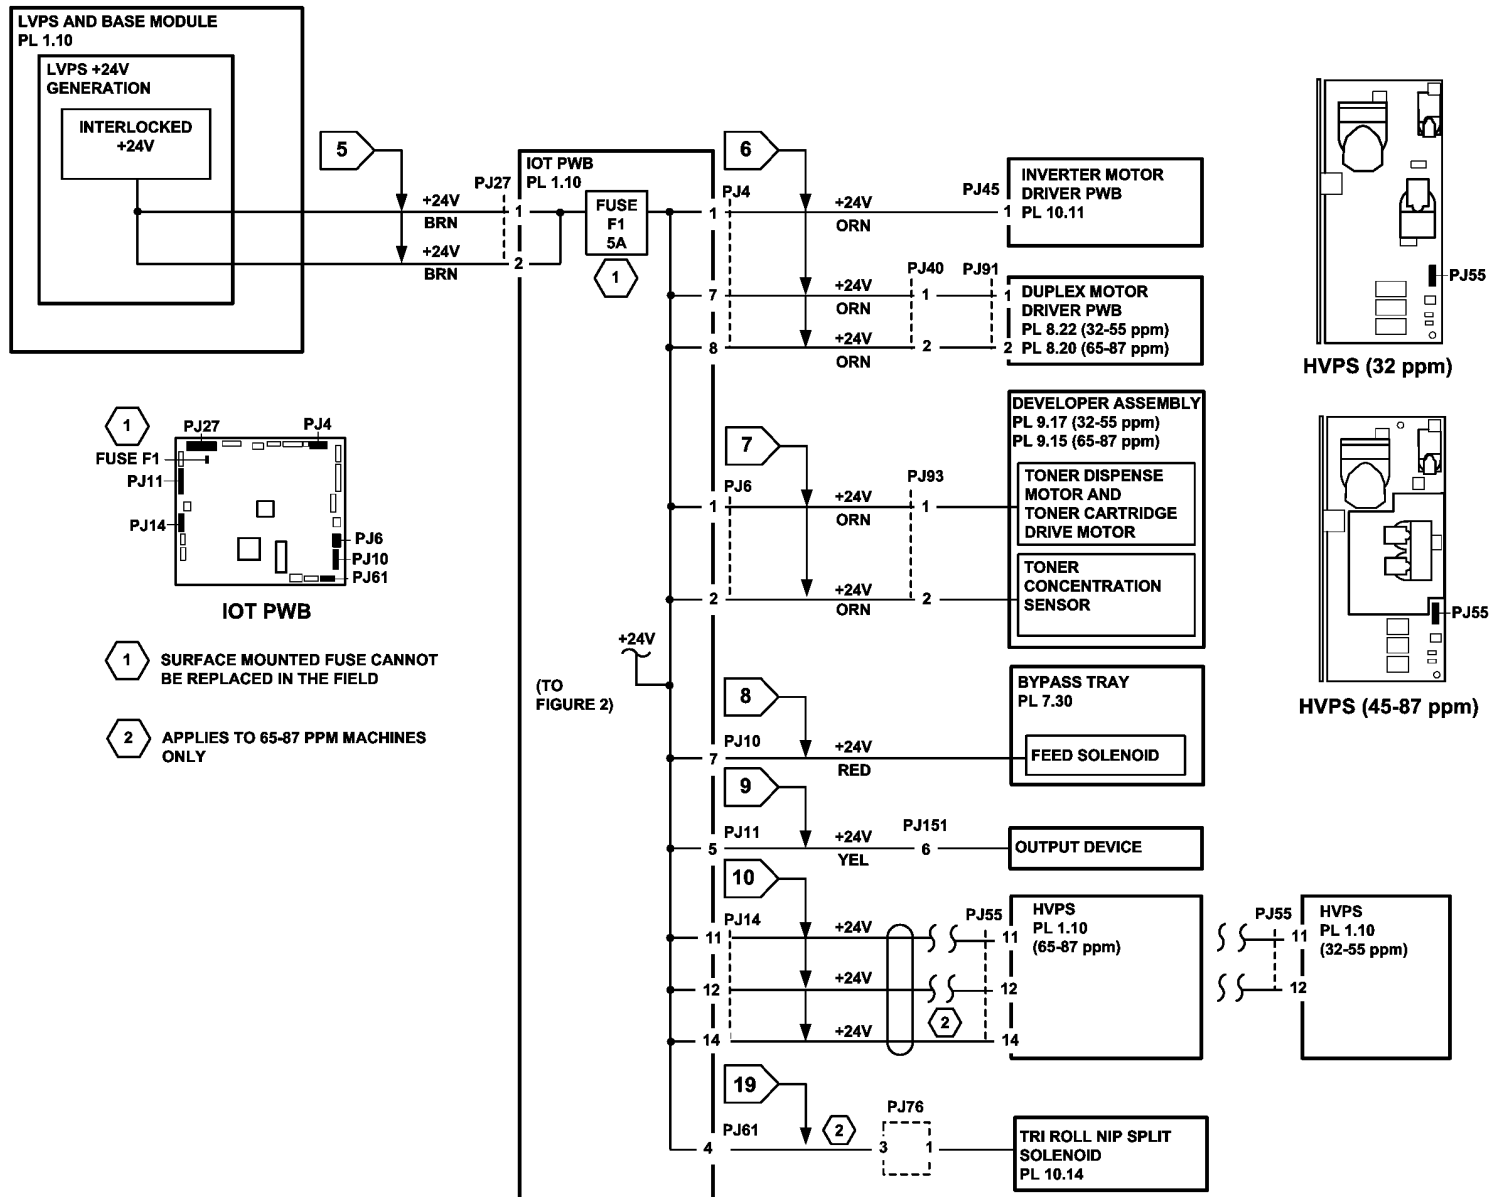 LVPS AND BASE MODULE
PL 1.10
LVPS +24V
GENERATION
INTERLOCKED
+24V
5
+24V
BRN
+24V
BRN
PJ27
1
2
IOT PWB
PL 1.10
FUSE
F1
5A
1
6
PJ4
1
+24V
ORN
PJ45
1
INVERTER MOTOR
DRIVER PWB
PL 10.11
7
+24V
ORN
PJ40
1
PJ91
1
8
+24V
ORN
2
2
DUPLEX MOTOR
DRIVER PWB
PL 8.22 (32-55 ppm)
PL 8.20 (65-87 ppm)
PJ55
HVPS (32 ppm)
1
PJ27
PJ4
FUSE F1
PJ11
PJ14
PJ6
PJ10
PJ61
IOT PWB
1
SURFACE MOUNTED FUSE CANNOT
BE REPLACED IN THE FIELD
2
APPLIES TO 65-87 PPM MACHINES
ONLY
7
PJ6
1
+24V
ORN
PJ93
1
2
+24V
ORN
2
DEVELOPER ASSEMBLY
PL 9.17 (32-55 ppm)
PL 9.15 (65-87 ppm)
TONER DISPENSE
MOTOR AND
TONER CARTRIDGE
DRIVE MOTOR
TONER
CONCENTRATION
SENSOR
PJ55
HVPS (45-87 ppm)
+24V
(TO
FIGURE 2)
8
PJ10
7
+24V
RED
BYPASS TRAY
PL 7.30
FEED SOLENOID
9
PJ11
5
+24V
YEL
PJ151
6
OUTPUT DEVICE
10
PJ14
11
+24V
12
+24V
14
+24V
2
PJ55
11
12
14
HVPS
PL 1.10
(65-87 ppm)
PJ55
11
12
HVPS
PL 1.10
(32-55 ppm)
19
PJ61
4
2
PJ76
3
1
TRI ROLL NIP SPLIT
SOLENOID
PL 10.14